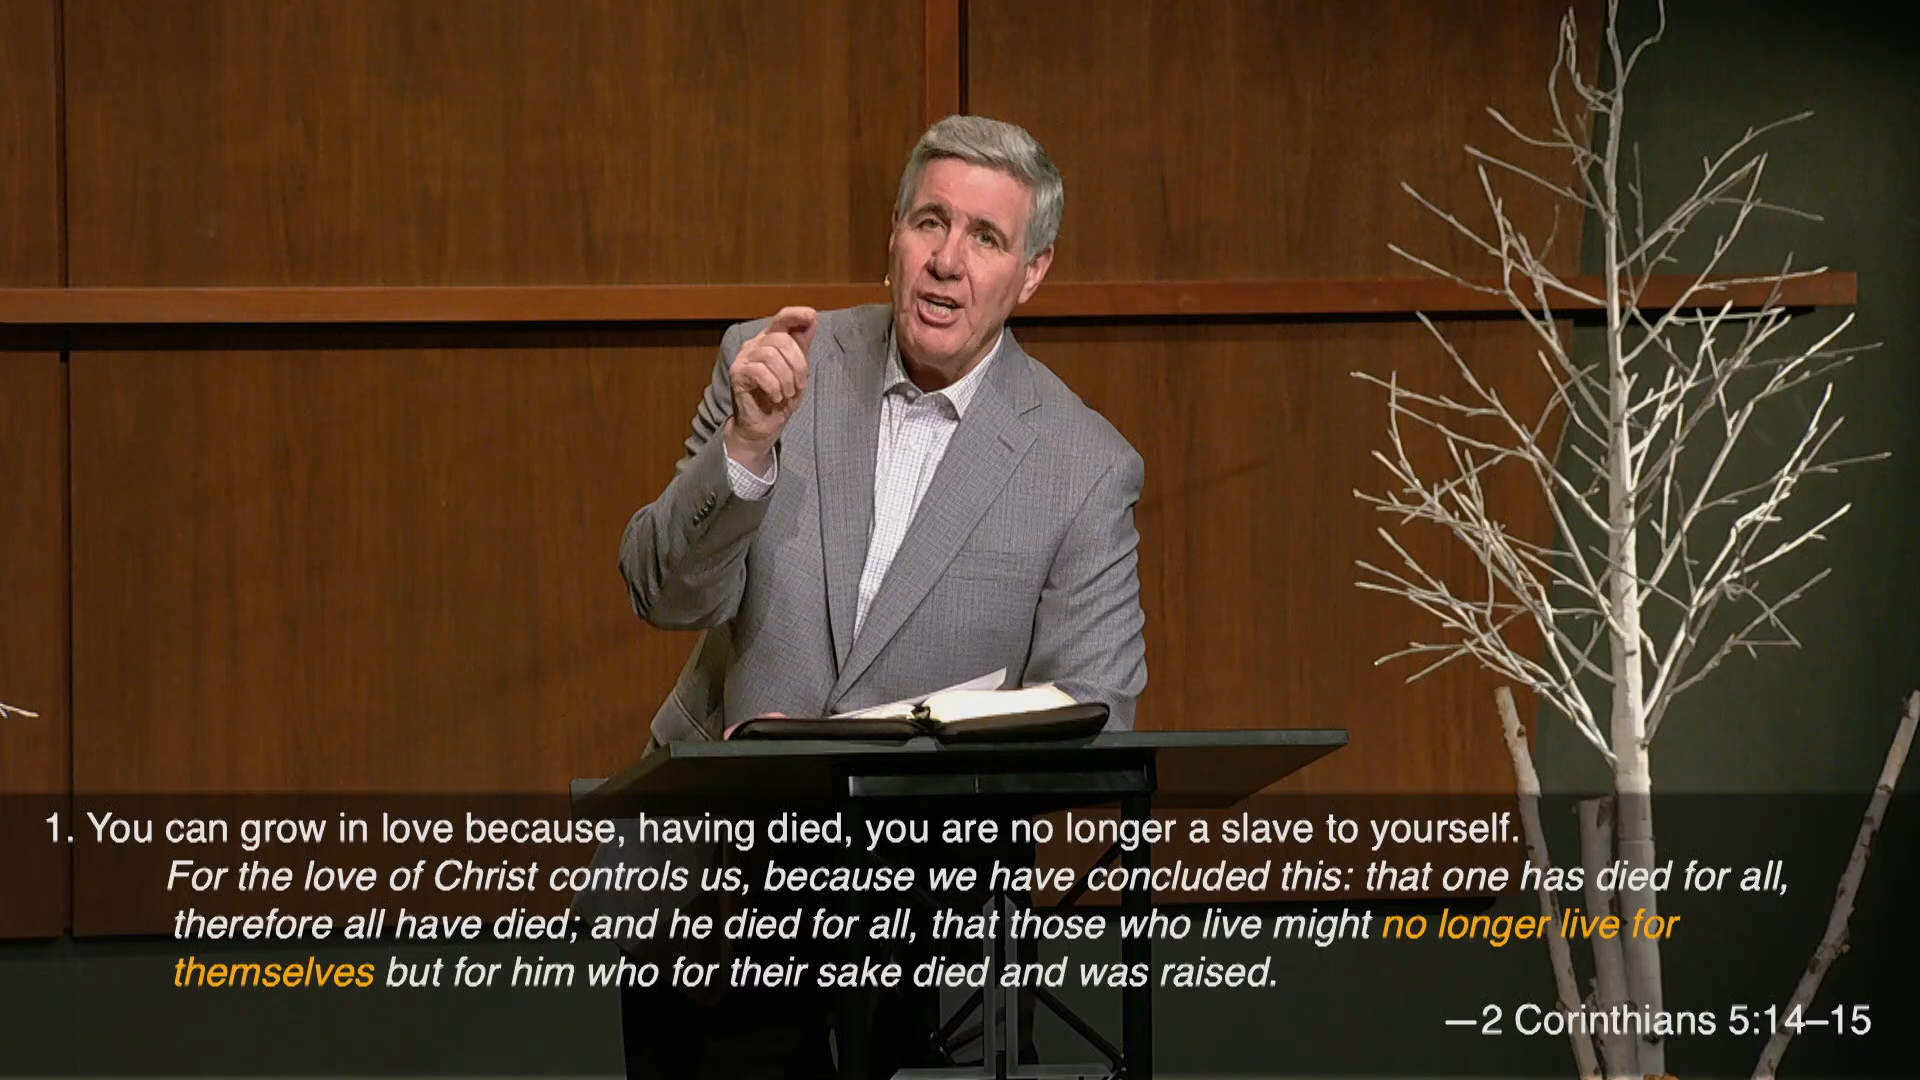 1. You can grow in love because, having died, you are no longer a slave to yourself.
For the love of Christ controls us, because we have concluded this: that one has died for all,
therefore all have died; and he died for all, that those who live might no longer live for
themselves but for him who for their sake died and was raised.
—2 Corinthians 5:14–15